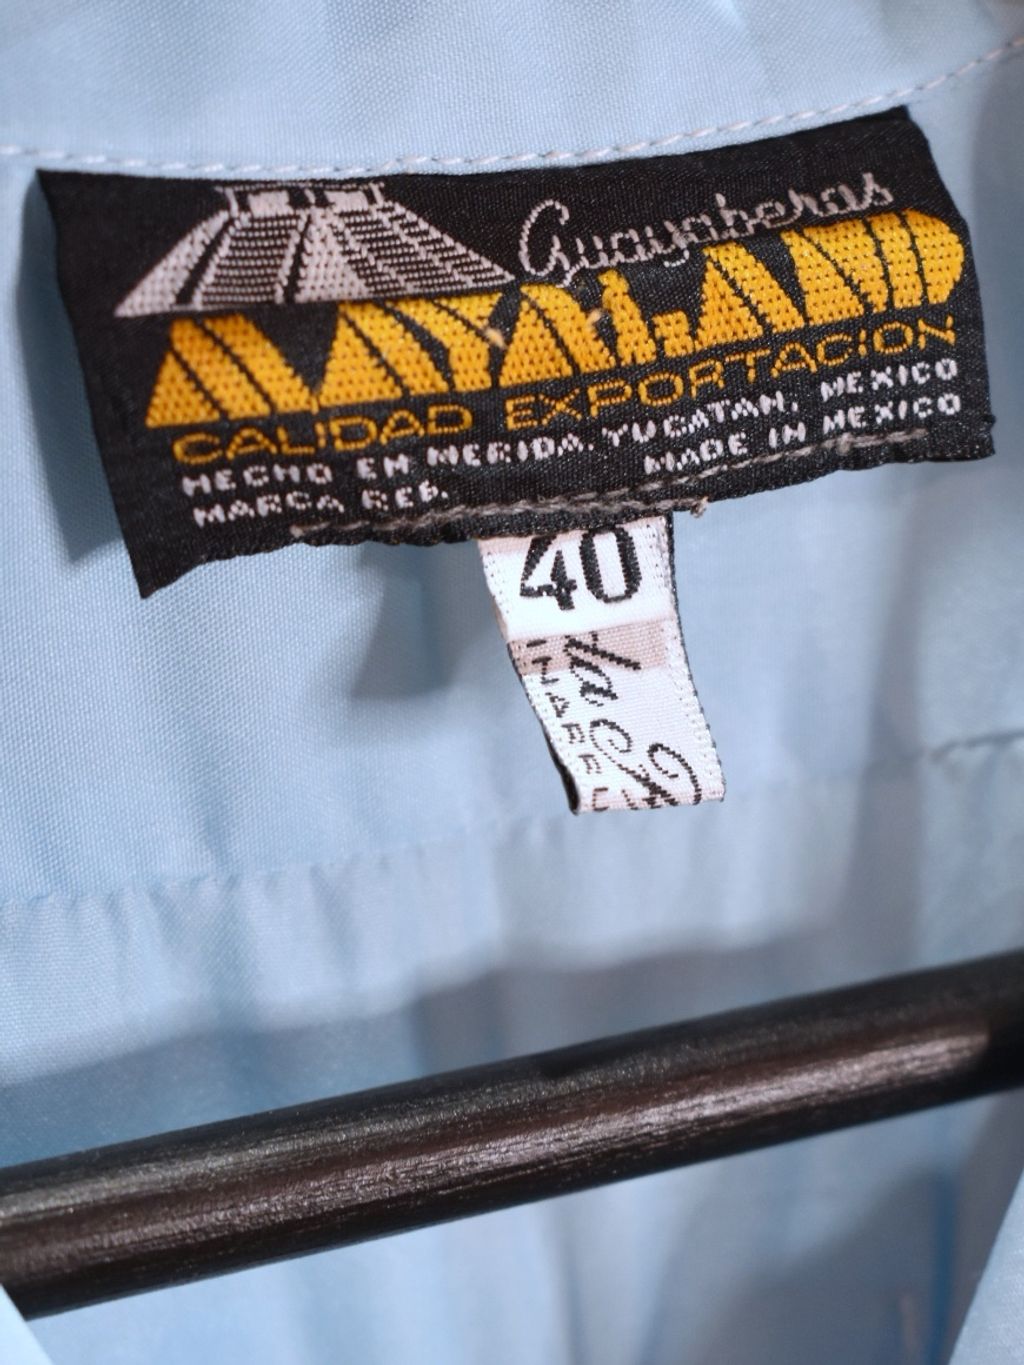 Guayaberas
MAYALAND
CALIDAD EXPORTACION
HECHO EN MERIDA, YUCATAN, MEXICO
MARCA REG. MADE IN MEXICO
40